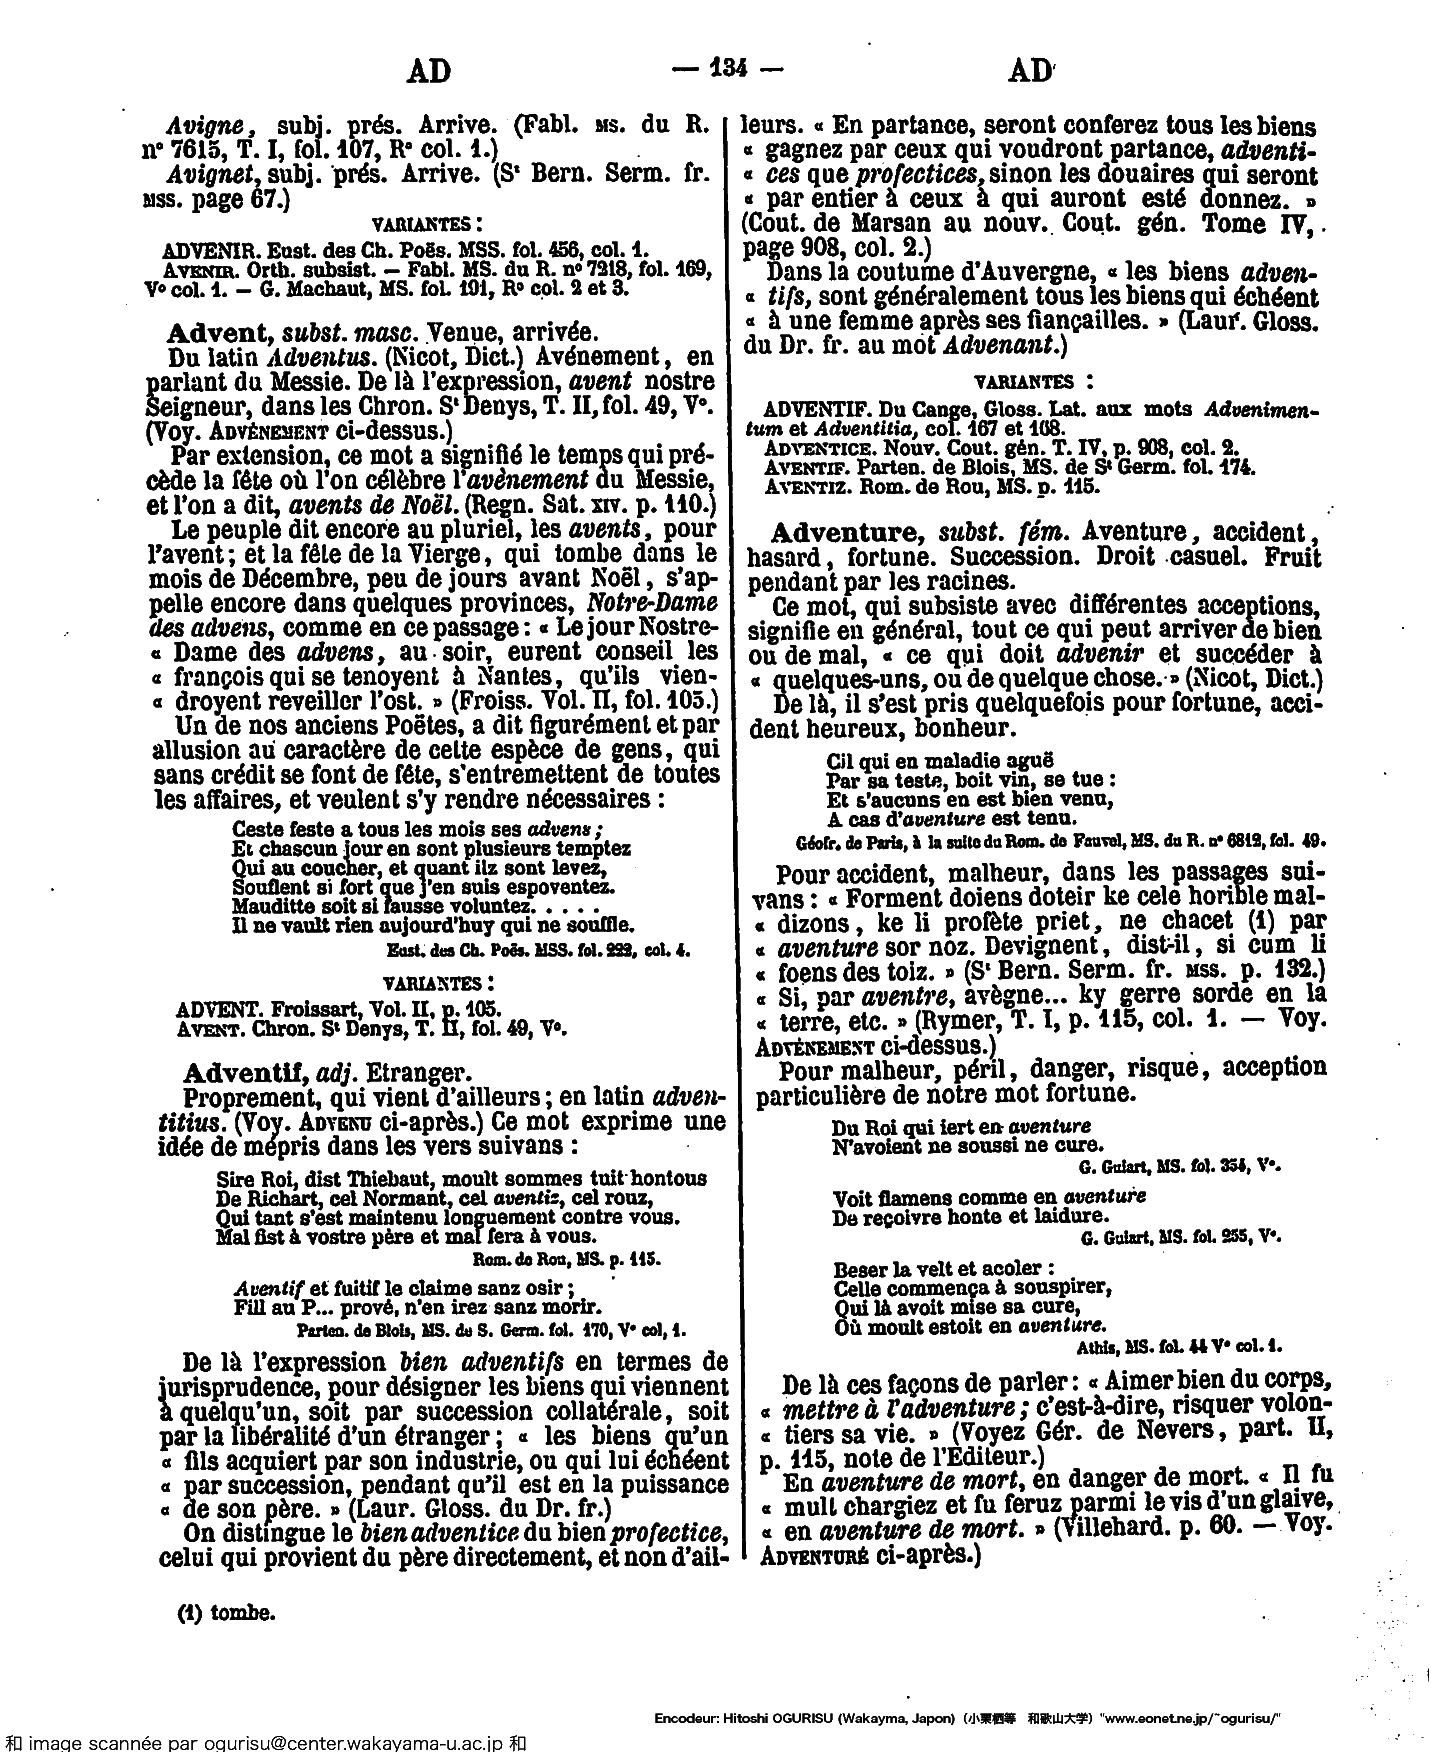 AD
— 134 —
AD
Avigne, subj. prés. Arrive. (Fabl. MS. du R.
n° 7615, T. I, fol. 107, R° col. 1.)
Avignet, subj. prés. Arrive. (St Bern. Serm. fr.
MSS. page 67.)
VARIANTES :
ADVENIR. Eust. des Ch. Poës. MSS. fol. 456, col. 1.
AVENIR. Orth. subsist. — Fabl. MS. du R. n° 7218, fol. 169,
V° col. 1. — G. Machaut, MS. fol. 191, R° col. 2 et 3.
Advent, subst. masc. Venue, arrivée.
Du latin Adventus. (Nicot, Dict.) Avénement, en
parlant du Messie. De là l'expression, avent nostre
Seigneur, dans les Chron. St Denys, T. II, fol. 49, V°.
(Voy. ADVÉNEMENT ci-dessus.)
Par extension, ce mot a signifié le temps qui pré-
cède la fête où l'on célèbre l'avènement du Messie,
et l'on a dit, avents de Noël. (Regn. Sat. XIV. p. 110.)
Le peuple dit encore au pluriel, les avents, pour
l'avent ; et la fête de la Vierge, qui tombe dans le
mois de Décembre, peu de jours avant Noël, s'ap-
pelle encore dans quelques provinces, Notre-Dame
des advens, comme en ce passage : « Le jour Nostre-
« Dame des advens, au soir, eurent conseil les
« françois qui se tenoyent à Nantes, qu'ils vien-
« droyent reveiller l'ost. » (Froiss. Vol. II, fol. 105.)
Un de nos anciens Poëtes, a dit figurément et par
allusion au caractère de cette espèce de gens, qui
sans crédit se font de fête, s'entremettent de toutes
les affaires, et veulent s'y rendre nécessaires :
Ceste feste a tous les mois ses advens ;
Et chascun jour en sont plusieurs temptez
Qui au coucher, et quant ilz sont levez,
Souflent si fort que j'en suis espoventez.
Mauditte soit si fausse voluntez. . . . .
Il ne vault rien aujourd'huy qui ne souffle.
Eust. des Ch. Poës. MSS. fol. 222, col. 4.
VARIANTES :
ADVENT. Froissart, Vol. II, p. 105.
AVENT. Chron. St Denys, T. II, fol. 49, V°.
Adventif, adj. Etranger.
Proprement, qui vient d'ailleurs ; en latin adven-
titius. (Voy. ADVENU ci-après.) Ce mot exprime une
idée de mépris dans les vers suivans :
Sire Roi, dist Thiebaut, moult sommes tuit hontous
De Richart, cel Normant, cel aventiz, cel rouz,
Qui tant s'est maintenu longuement contre vous.
Mal fist à vostre père et mal fera à vous.
Rom. de Rou, MS. p. 115.
Aventif et fuitif le claime sanz osir ;
Fill au P... prové, n'en irez sanz morir.
Parten. de Blois, MS. de S. Germ. fol. 170, V° col, 1.
De là l'expression bien adventifs en termes de
jurisprudence, pour désigner les biens qui viennent
à quelqu'un, soit par succession collatérale, soit
par la libéralité d'un étranger ; « les biens qu'un
« fils acquiert par son industrie, ou qui lui échéent
« par succession, pendant qu'il est en la puissance
« de son père. » (Laur. Gloss. du Dr. fr.)
On distingue le bien adventice du bien profectice,
celui qui provient du père directement, et non d'ail-
leurs. « En partance, seront conferez tous les biens
« gagnez par ceux qui voudront partance, adventi-
« ces que profectices, sinon les douaires qui seront
« par entier à ceux à qui auront esté donnez. »
(Cout. de Marsan au nouv. Cout. gén. Tome IV,
page 908, col. 2.)
Dans la coutume d'Auvergne, « les biens adven-
« tifs, sont généralement tous les biens qui échéent
« à une femme après ses fiançailles. » (Laur. Gloss.
du Dr. fr. au mot Advenant.)
VARIANTES :
ADVENTIF. Du Cange, Gloss. Lat. aux mots Advenimen-
tum et Adventitia, col. 167 et 168.
ADVENTICE. Nouv. Cout. gén. T. IV, p. 908, col. 2.
AVENTIF. Parten. de Blois, MS. de St Germ. fol. 174.
AVENTIZ. Rom. de Rou, MS. p. 115.
Adventure, subst. fém. Aventure, accident,
hasard, fortune. Succession. Droit casuel. Fruit
pendant par les racines.
Ce mot, qui subsiste avec différentes acceptions,
signifie en général, tout ce qui peut arriver de bien
ou de mal, « ce qui doit advenir et succéder à
« quelques-uns, ou de quelque chose. » (Nicot, Dict.)
De là, il s'est pris quelquefois pour fortune, acci-
dent heureux, bonheur.
Cil qui en maladie aguë
Par sa teste, boit vin, se tue :
Et s'aucuns en est bien venu,
A cas d'aventure est tenu.
Géofr. de Paris, à la suite du Rom. de Fauvel, MS. du R. n° 6812, fol. 49.
Pour accident, malheur, dans les passages sui-
vans : « Forment doiens doteir ke cele horible mal-
« dizons, ke li profète priet, ne chacet (1) par
« aventure sor noz. Devignent, dist-il, si cum li
« foens des toiz. » (St Bern. Serm. fr. MSS. p. 132.)
« Si, par aventre, avègne... ky gerre sorde en la
« terre, etc. » (Rymer, T. I, p. 115, col. 1. — Voy.
ADVÉNEMENT ci-dessus.)
Pour malheur, péril, danger, risque, acception
particulière de notre mot fortune.
Du Roi qui iert en aventure
N'avoient ne soussi ne cure.
G. Guiart, MS. fol. 354, V°.
Voit flamens comme en aventure
De reçoivre honte et laidure.
G. Guiart, MS. fol. 255, V°.
Beser la velt et acoler :
Celle commença à souspirer,
Qui là avoit mise sa cure,
Où moult estoit en aventure.
Athis, MS. fol. 44 V° col. 1.
De là ces façons de parler : « Aimer bien du corps,
« mettre à l'adventure ; c'est-à-dire, risquer volon-
« tiers sa vie. » (Voyez Gér. de Nevers, part. II,
p. 115, note de l'Editeur.)
En aventure de mort, en danger de mort. « Il fu
« mult chargiez et fu feruz parmi le vis d'un glaive,
« en aventure de mort. » (Villehard. p. 60. — Voy.
ADVENTURÉ ci-après.)
(1) tombe.
Encodeur: Hitoshi OGURISU (Wakayma, Japon) (小栗栖等 和歌山大学) "www.eonet.ne.jp/~ogurisu/"
和 image scannée par ogurisu@center.wakayama-u.ac.jp 和